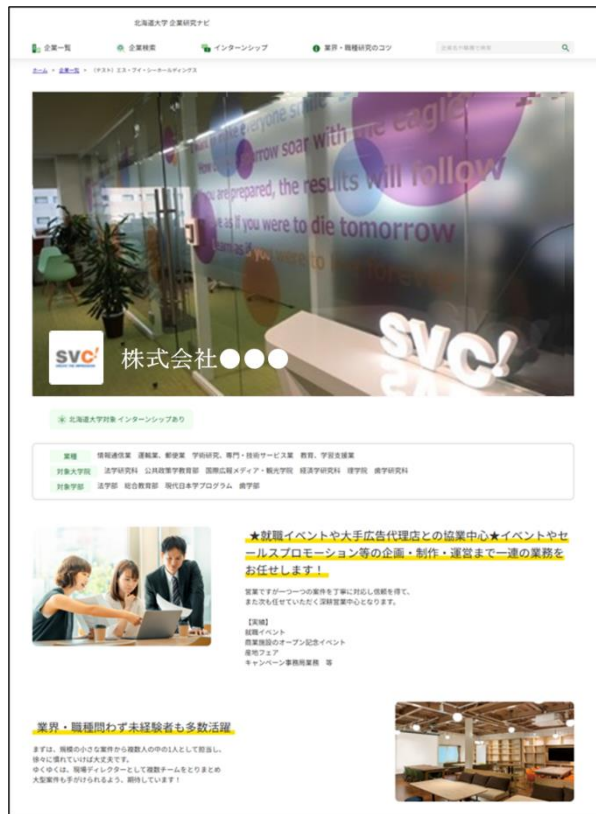 北海道大学 企業研究ナビ
企業一覧 企業検索 インターンシップ 業界・職種研究のコツ
ホーム 企業一覧 (テスト) エス・ブイ・シーホールディングス
make everyone smile
soar with the eagle
you are prepared, the results will follow
as if you were to die tomorrow
learn as if you were to
SVC!
SVC!
株式会社●●●
北海道大学対象 インターンシップあり
業種 情報通信業 運輸業、郵便業 学術研究、専門・技術サービス業 教育、学習支援業
対象大学院 法学研究科 公共政策学教育部 国際広報メディア・観光学院 経済学研究科 理学院 歯学研究科
対象学部 法学部 総合教育部 現代日本学プログラム 歯学部
★就職イベントや大手広告代理店との協業中心★イベントやセ
ールスプロモーション等の企画・制作・運営まで一連の業務を
お任せします！
営業ですが一つ一つの案件を丁寧に対応し信頼を得て、
また次も任せていただく深耕営業中心となります。
【実績】
就職イベント
商業施設のオープン記念イベント
産地フェア
キャンペーン事務局業務 等
業界・職種問わず未経験者も多数活躍
まずは、規模の小さな案件から複数人の中の1人として担当し、
徐々に慣れていけば大丈夫です。
ゆくゆくは、現場ディレクターとして複数チームをとりまとめ
大型案件も手がけられるよう、期待しています！